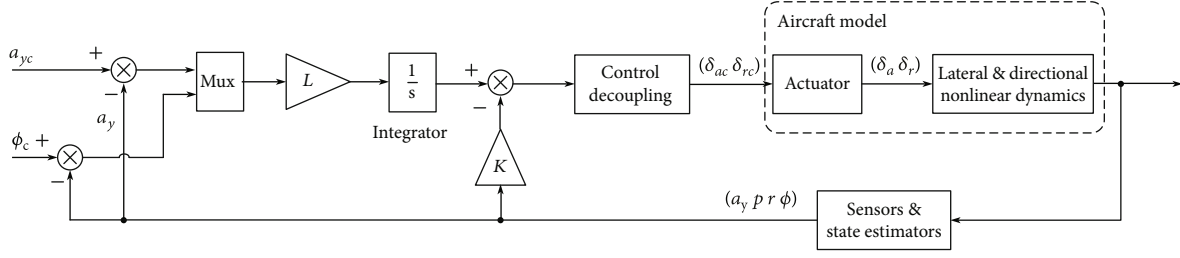 Aircraft model
a_yc
+
−
Mux
L
1
s
Integrator
+
−
Control
decoupling
(δ_ac δ_rc)
Actuator
(δ_a δ_r)
Lateral & directional
nonlinear dynamics
a_y
ϕ_c +
−
K
(a_y p r ϕ)
Sensors &
state estimators